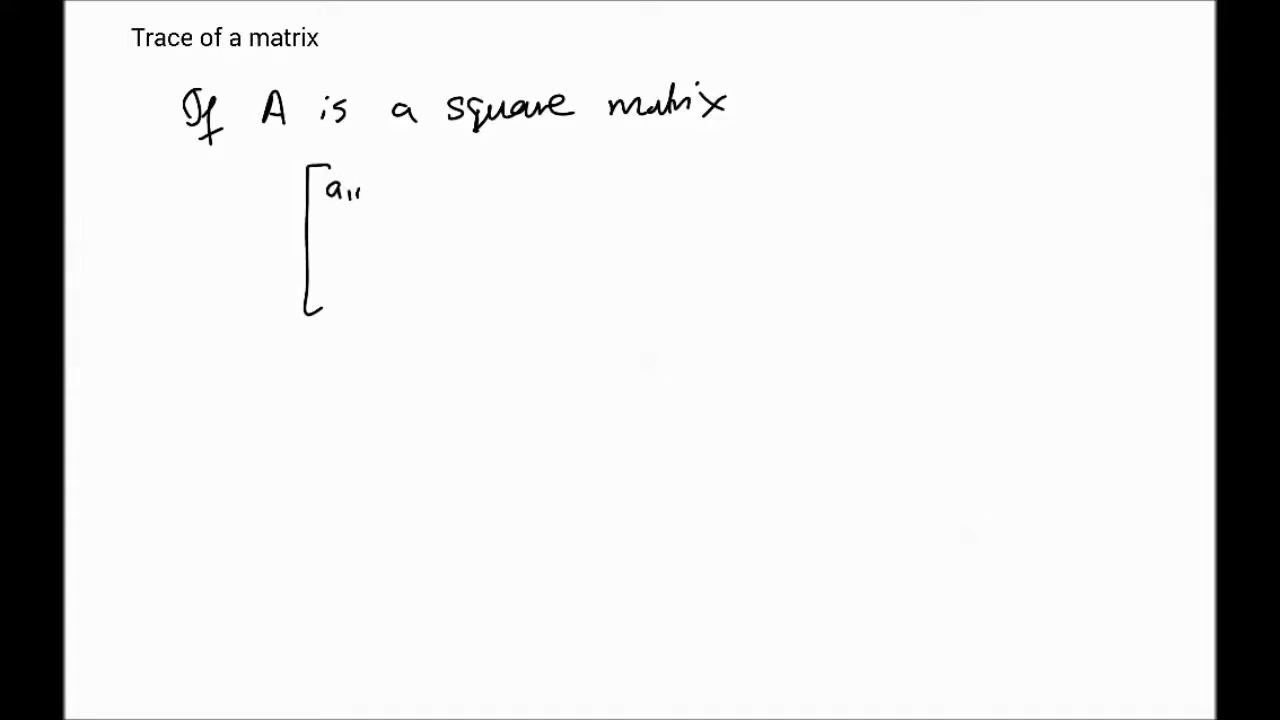 Trace of a matrix
If A is a square matrix
a11